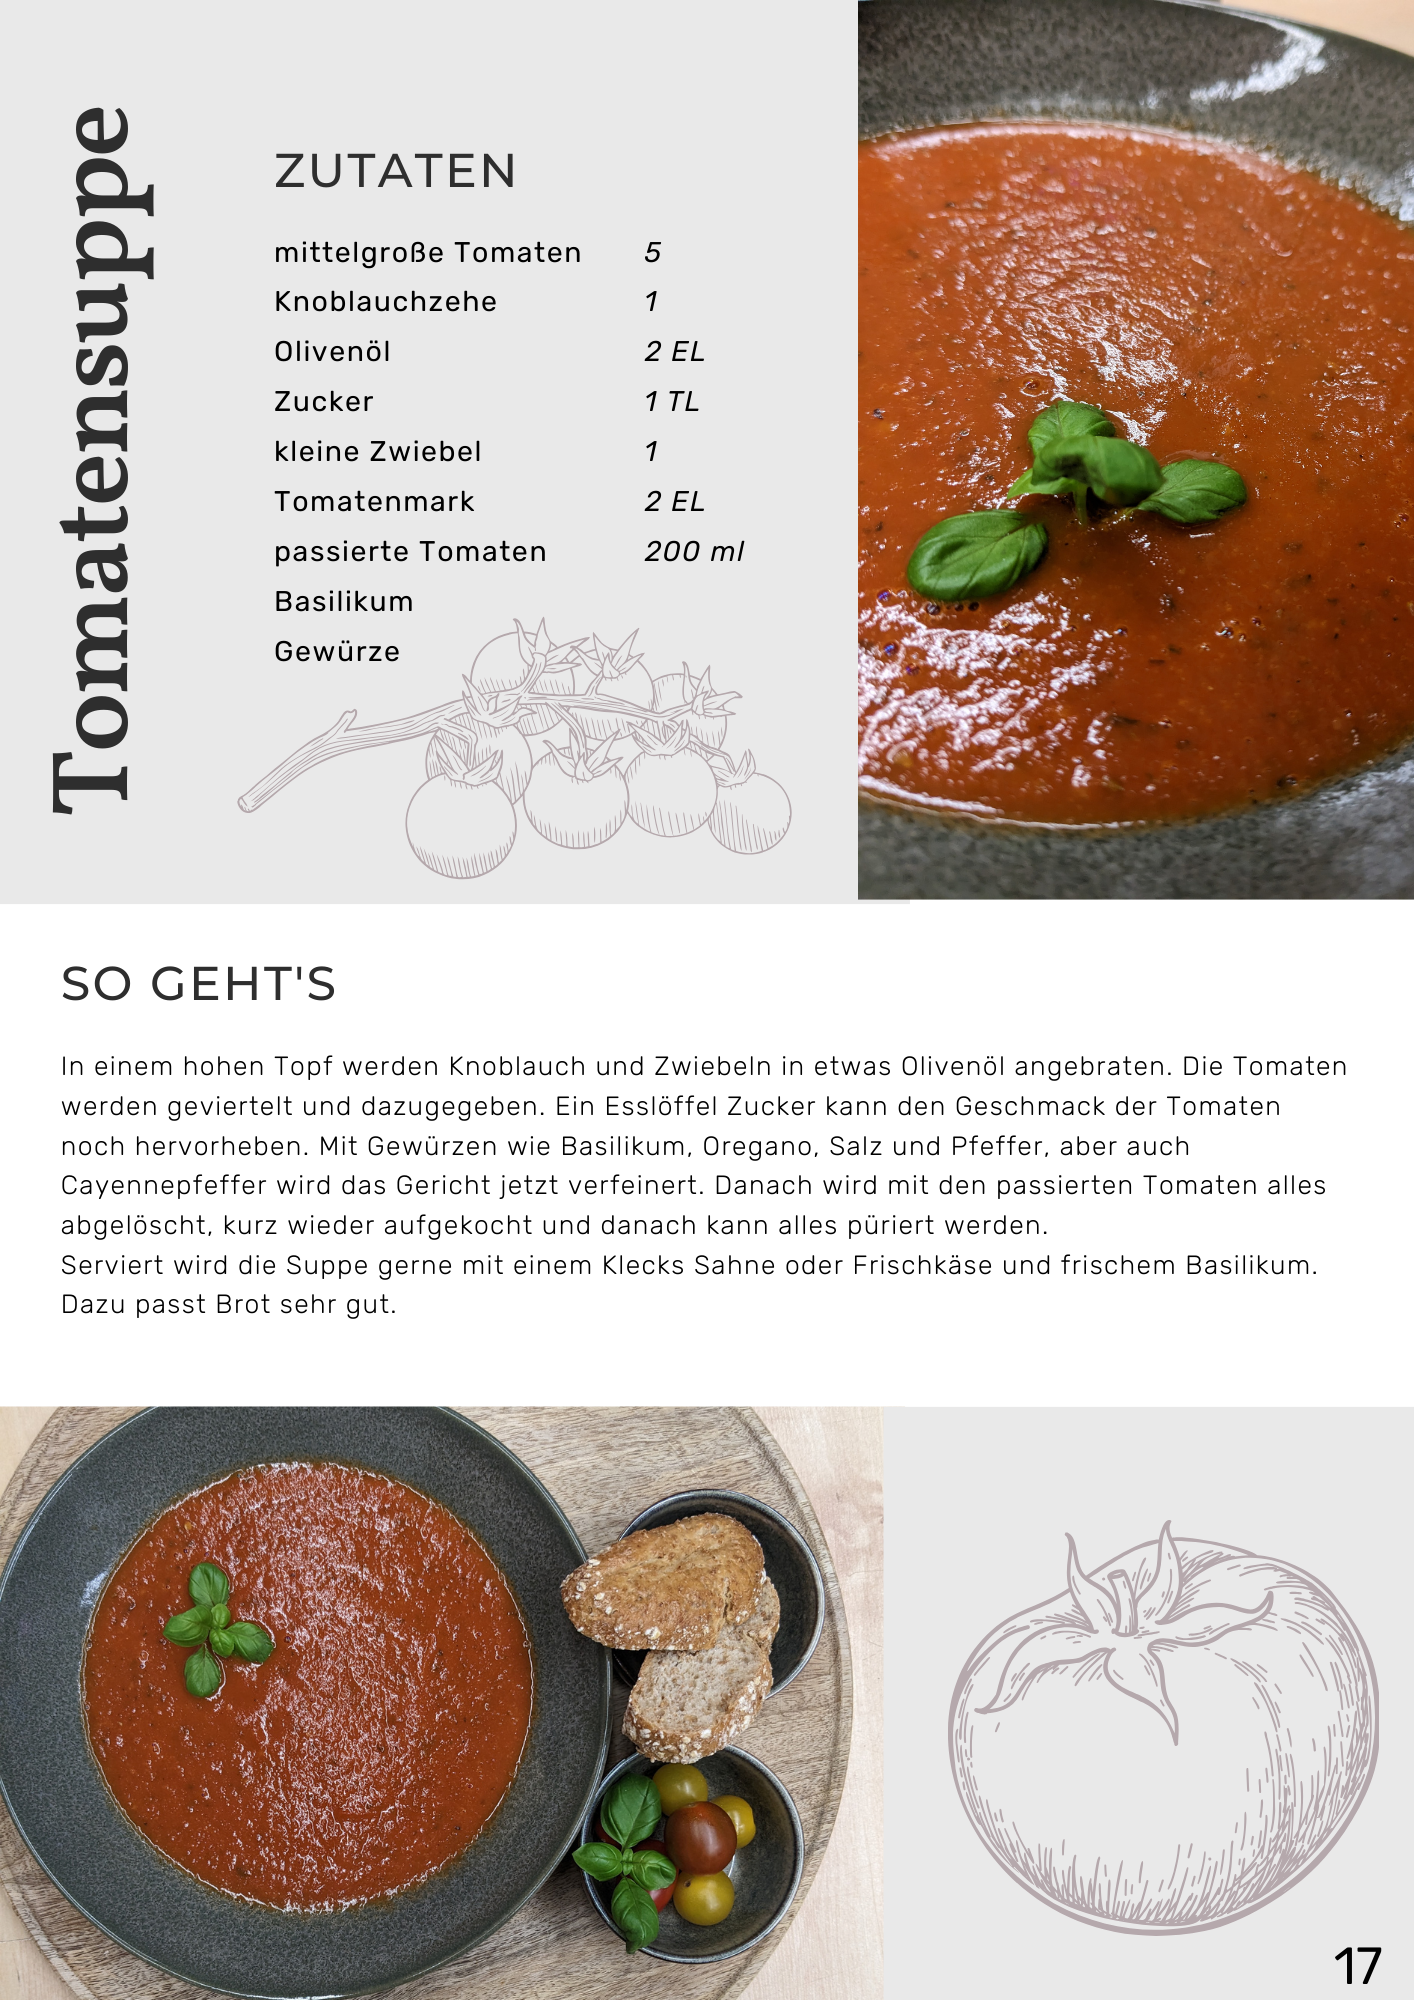 Tomatensuppe
ZUTATEN
mittelgroße Tomaten 5
Knoblauchzehe 1
Olivenöl 2 EL
Zucker 1 TL
kleine Zwiebel 1
Tomatenmark 2 EL
passierte Tomaten 200 ml
Basilikum
Gewürze
SO GEHT'S
In einem hohen Topf werden Knoblauch und Zwiebeln in etwas Olivenöl angebraten. Die Tomaten
werden geviertelt und dazugegeben. Ein Esslöffel Zucker kann den Geschmack der Tomaten
noch hervorheben. Mit Gewürzen wie Basilikum, Oregano, Salz und Pfeffer, aber auch
Cayennepfeffer wird das Gericht jetzt verfeinert. Danach wird mit den passierten Tomaten alles
abgelöscht, kurz wieder aufgekocht und danach kann alles püriert werden.
Serviert wird die Suppe gerne mit einem Klecks Sahne oder Frischkäse und frischem Basilikum.
Dazu passt Brot sehr gut.
17